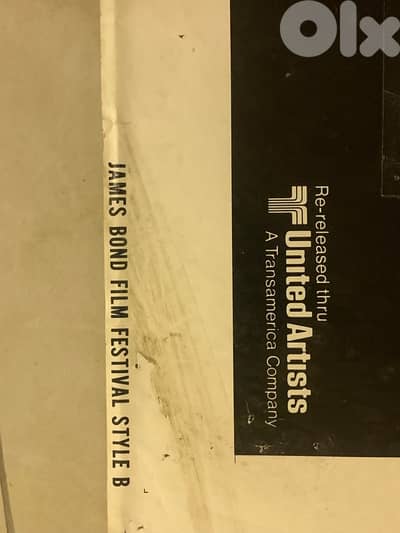 OLX
Re-released thru
United Artists
A Transamerica Company
JAMES BOND FILM FESTIVAL STYLE B